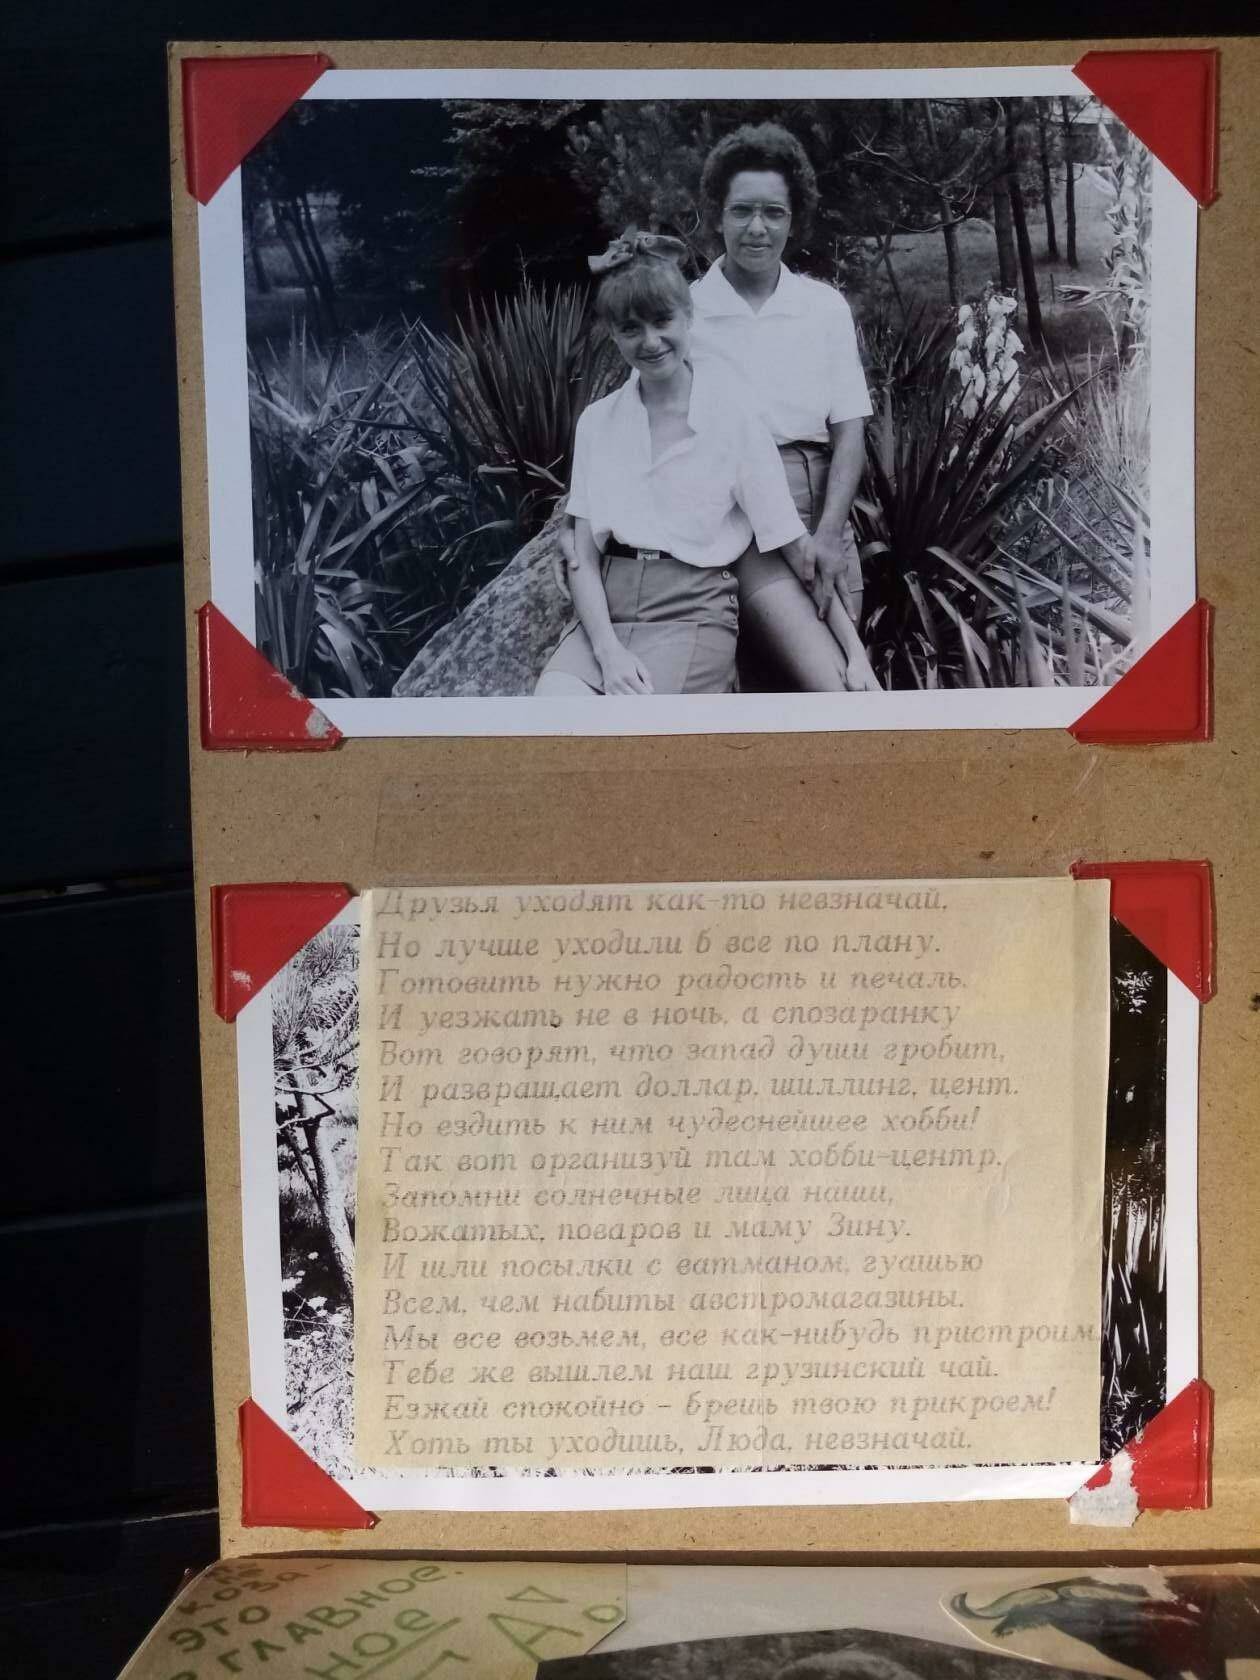 Друзья уходят как-то невзначай,
Но лучше уходили б все по плану.
Готовить нужно радость и печаль.
И уезжать не в ночь, а спозаранку
Вот говорят, что запад души гробит,
И развращает доллар, шиллинг, цент.
Но ездить к ним чудеснейшее хобби!
Так вот организуй там хобби-центр.
Запомни солнечные лица наши,
Вожатых, поваров и маму Зину.
И шли посылки с ватманом, гуашью
Всем, чем набиты австромагазины.
Мы все возьмем, все как-нибудь пристроим
Тебе же вышлем наш грузинский чай.
Езжай спокойно - брешь твою прикроем!
Хоть ты уходишь, Люда, невзначай.
коза-
это
главное.